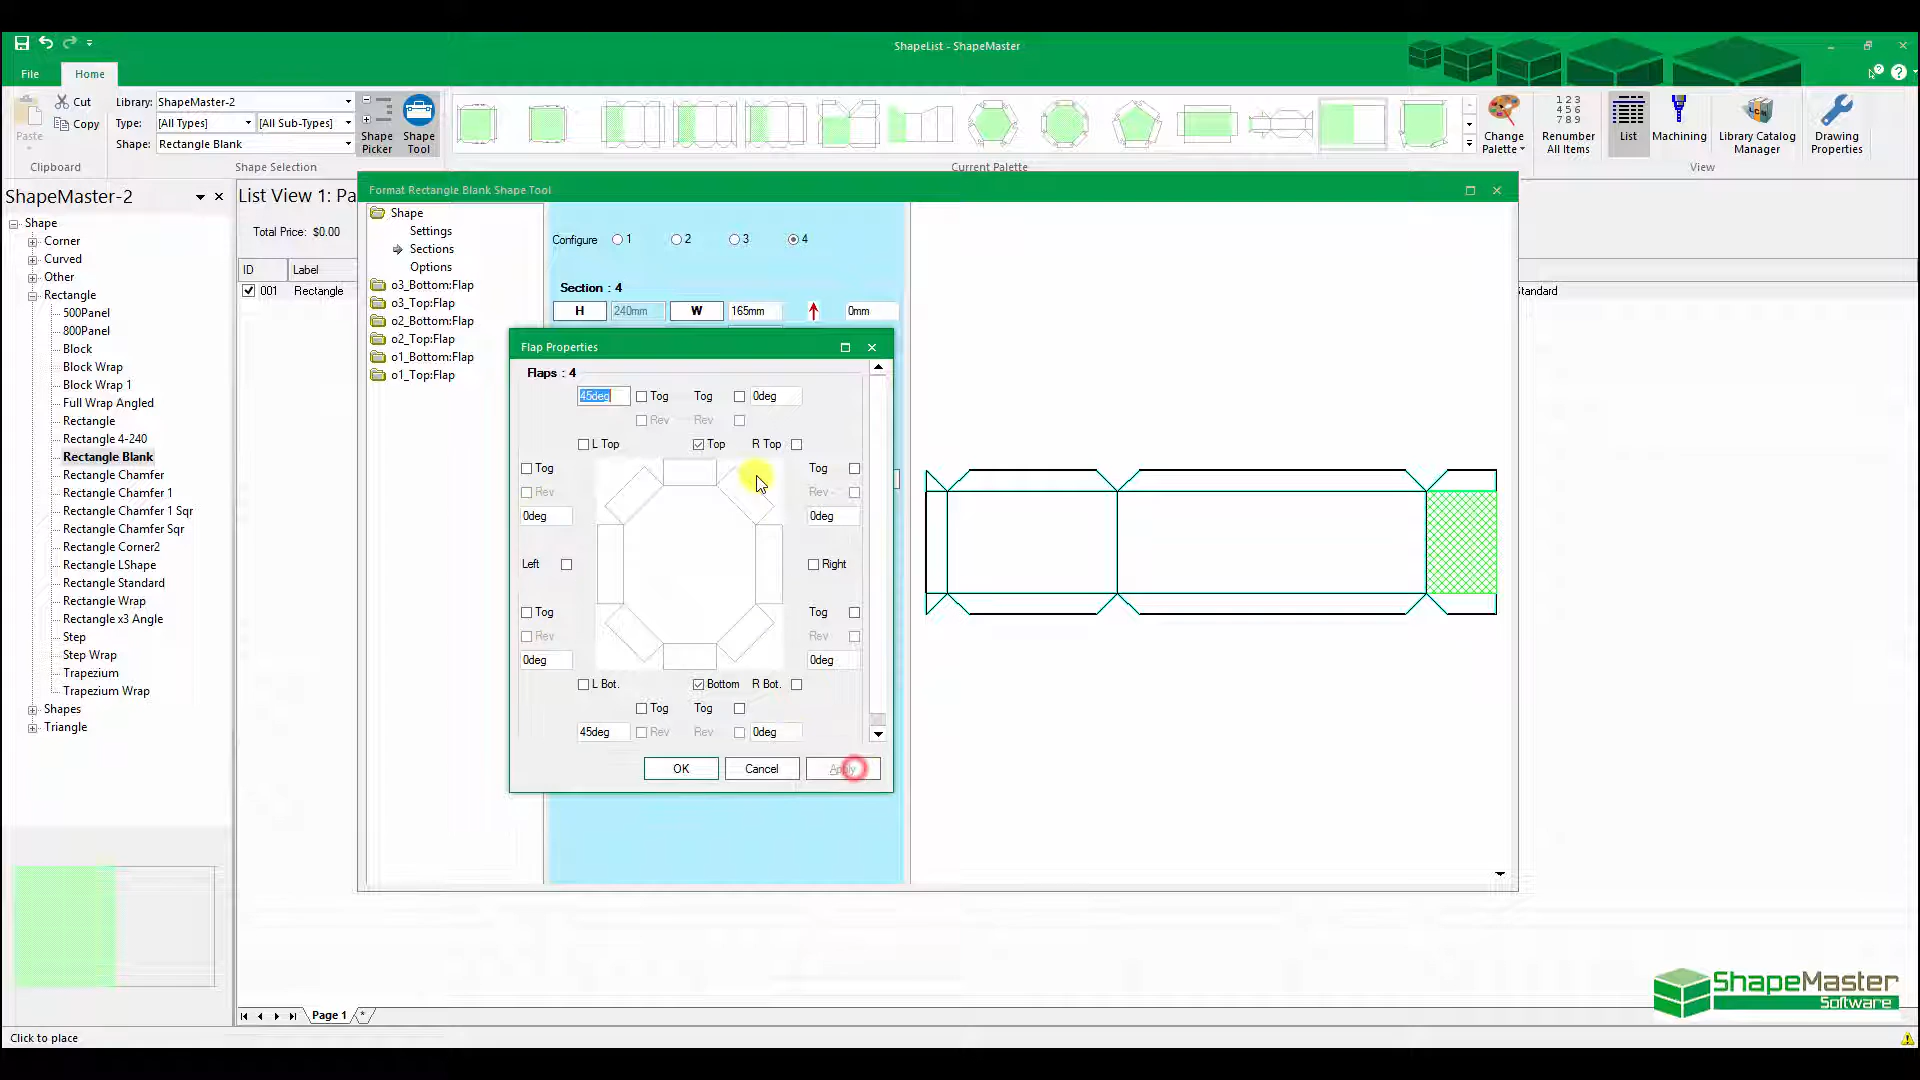 ShapeList - ShapeMaster
File
Home
Paste
Cut
Copy
Clipboard
Library: ShapeMaster-2
Type: [All Types] [All Sub-Types]
Shape: Rectangle Blank
Shape Selection
Shape Picker
Shape Tool
Current Palette
Change Palette
1 2 3
4 5 6
7 8 9
Renumber All Items
List
Machining
Library Catalog Manager
Drawing Properties
View
ShapeMaster-2
Shape
Corner
Curved
Other
Rectangle
500Panel
800Panel
Block
Block Wrap
Block Wrap 1
Full Wrap Angled
Rectangle
Rectangle 4-240
Rectangle Blank
Rectangle Chamfer
Rectangle Chamfer 1
Rectangle Chamfer 1 Sqr
Rectangle Chamfer Sqr
Rectangle Corner2
Rectangle LShape
Rectangle Standard
Rectangle Wrap
Rectangle x3 Angle
Step
Step Wrap
Trapezium
Trapezium Wrap
Shapes
Triangle
List View 1: Pa
Total Price: $0.00
ID Label
001 Rectangle
Standard
Format Rectangle Blank Shape Tool
Shape
Settings
Sections
Options
o3_Bottom:Flap
o3_Top:Flap
o2_Bottom:Flap
o2_Top:Flap
o1_Bottom:Flap
o1_Top:Flap
Configure 1 2 3 4
Section : 4
H 240mm W 165mm 0mm
Flap Properties
Flaps : 4
45deg Tog Tog 0deg
Rev Rev
L Top Top R Top
Tog Tog
Rev Rev
0deg 0deg
Left Right
Tog Tog
Rev Rev
0deg 0deg
L Bot. Bottom R Bot.
Tog Tog
45deg Rev Rev 0deg
OK Cancel Apply
Page 1 *
ShapeMaster
Software
Click to place